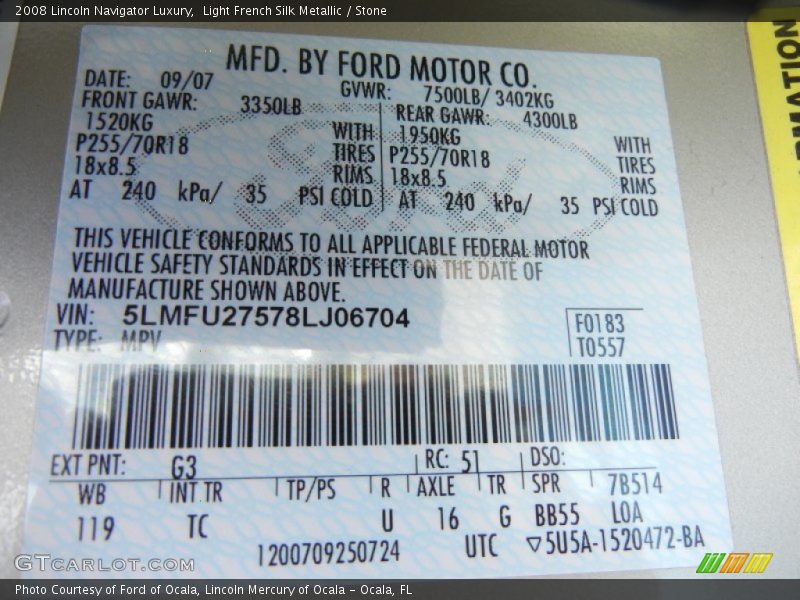 2008 Lincoln Navigator Luxury, Light French Silk Metallic / Stone
MFD. BY FORD MOTOR CO.
DATE: 09/07 GVWR: 7500LB/ 3402KG
FRONT GAWR: 3350LB REAR GAWR: 4300LB
1520KG WITH 1950KG WITH
P255/70R18 TIRES P255/70R18 TIRES
18x8.5 RIMS 18x8.5 RIMS
AT 240 kPa/ 35 PSI COLD AT 240 kPa/ 35 PSI COLD
THIS VEHICLE CONFORMS TO ALL APPLICABLE FEDERAL MOTOR
VEHICLE SAFETY STANDARDS IN EFFECT ON THE DATE OF
MANUFACTURE SHOWN ABOVE.
VIN: 5LMFU27578LJ06704 F0183
TYPE: MPV T0557
EXT PNT: G3 RC: 51 DSO:
WB INT TR TP/PS R AXLE TR SPR 7B514
119 TC U 16 G BB55 LOA
1200709250724 UTC ▽5U5A-1520472-BA
Ford
GTCARLOT.COM
Photo Courtesy of Ford of Ocala, Lincoln Mercury of Ocala - Ocala, FL